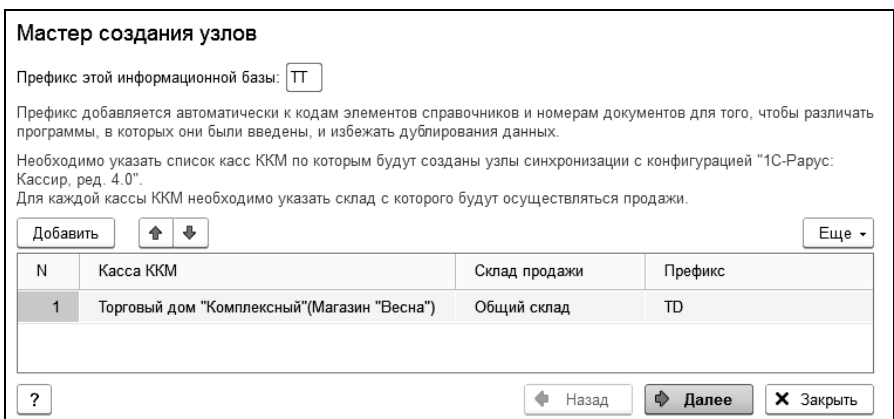 Мастер создания узлов
Префикс этой информационной базы: ТТ
Префикс добавляется автоматически к кодам элементов справочников и номерам документов для того, чтобы различать
программы, в которых они были введены, и избежать дублирования данных.
Необходимо указать список касс ККМ по которым будут созданы узлы синхронизации с конфигурацией "1С-Рарус:
Кассир, ред. 4.0".
Для каждой кассы ККМ необходимо указать склад с которого будут осуществляться продажи.
Добавить Еще
N Касса ККМ Склад продажи Префикс
1 Торговый дом "Комплексный"(Магазин "Весна") Общий склад TD
? Назад Далее Закрыть